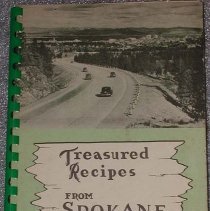 Treasured
Recipes
FROM
SPOKANE